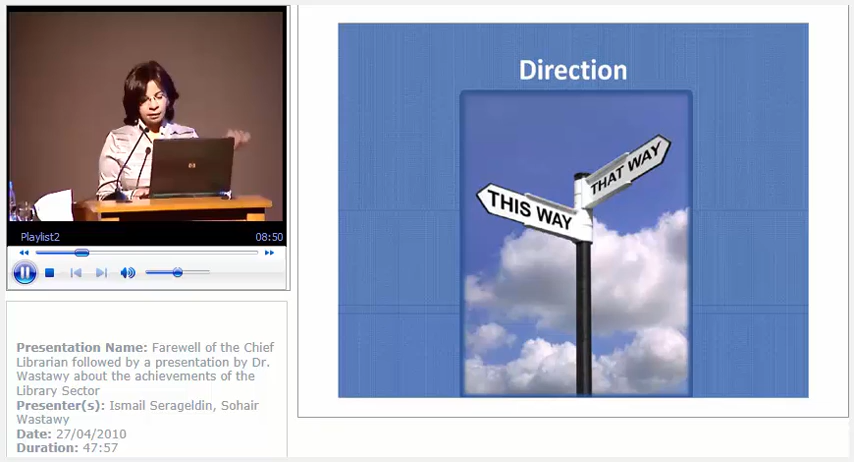 Direction
THAT WAY
THIS WAY
Playlist2 08:50
Presentation Name: Farewell of the Chief
Librarian followed by a presentation by Dr.
Wastawy about the achievements of the
Library Sector
Presenter(s): Ismail Serageldin, Sohair
Wastawy
Date: 27/04/2010
Duration: 47:57